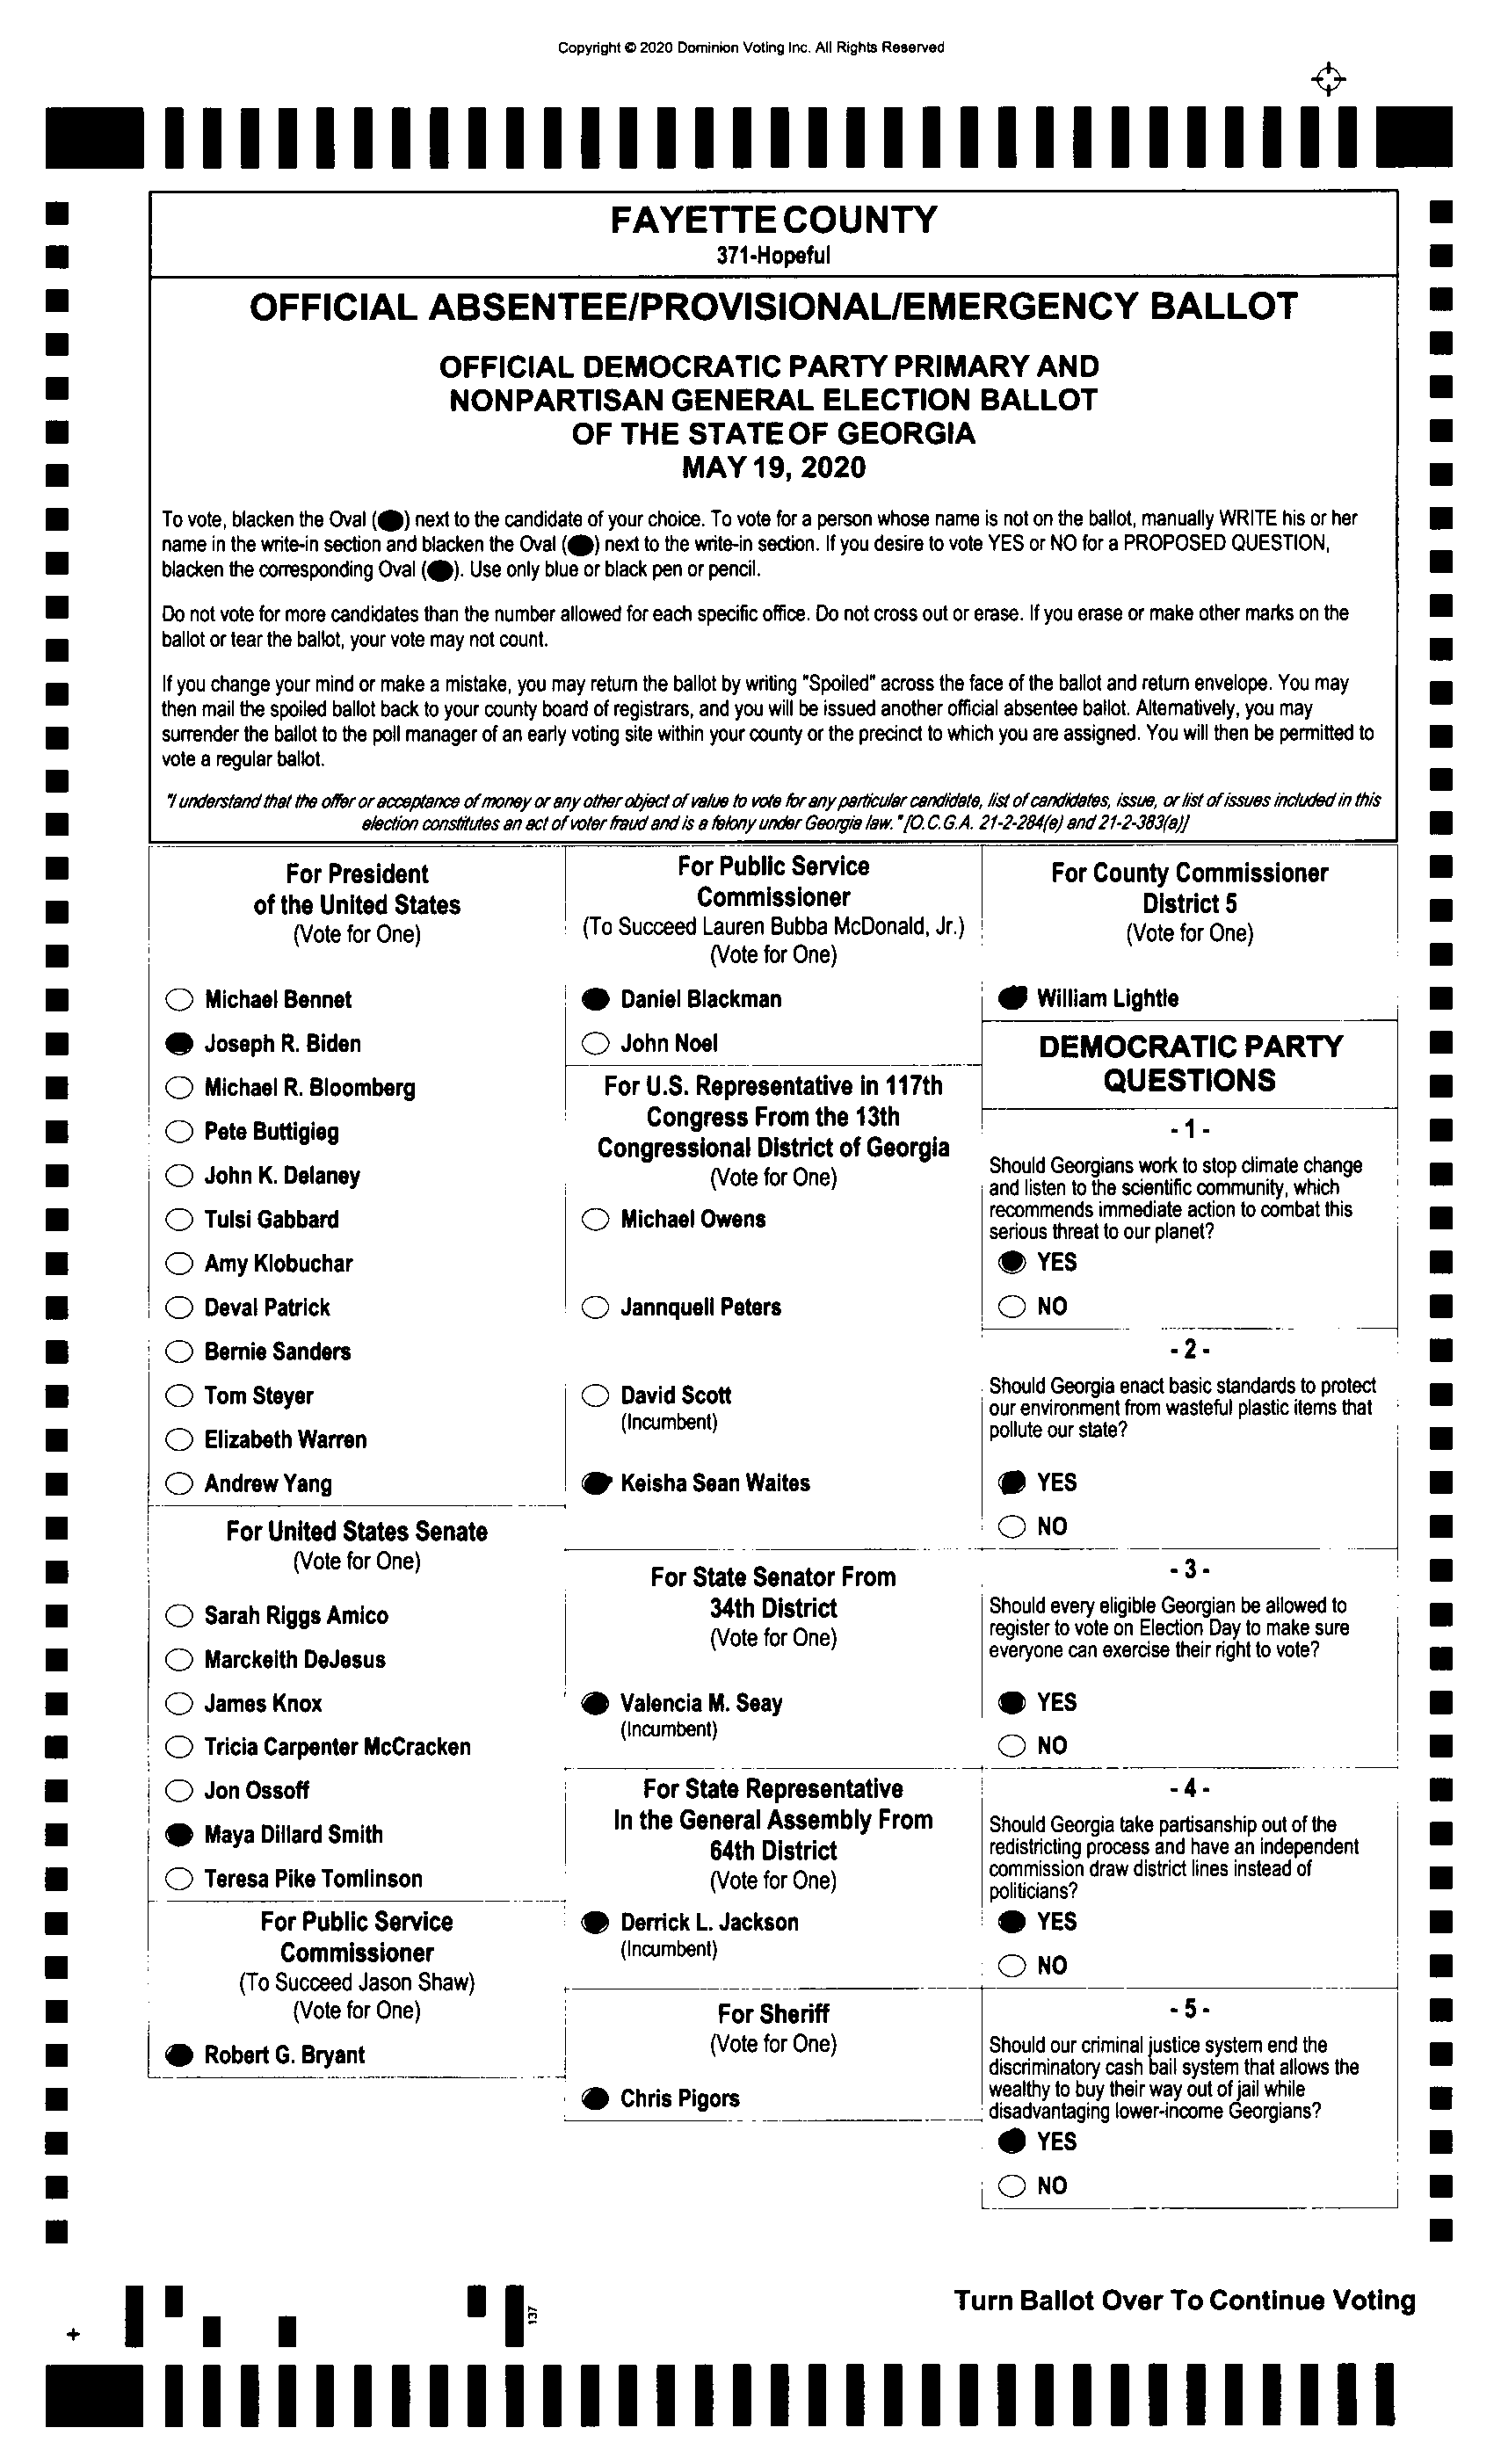 Copyright © 2020 Dominion Voting Inc. All Rights Reserved
FAYETTE COUNTY
371-Hopeful
OFFICIAL ABSENTEE/PROVISIONAL/EMERGENCY BALLOT
OFFICIAL DEMOCRATIC PARTY PRIMARY AND
NONPARTISAN GENERAL ELECTION BALLOT
OF THE STATE OF GEORGIA
MAY 19, 2020
To vote, blacken the Oval ( ) next to the candidate of your choice. To vote for a person whose name is not on the ballot, manually WRITE his or her
name in the write-in section and blacken the Oval ( ) next to the write-in section. If you desire to vote YES or NO for a PROPOSED QUESTION,
blacken the corresponding Oval ( ). Use only blue or black pen or pencil.
Do not vote for more candidates than the number allowed for each specific office. Do not cross out or erase. If you erase or make other marks on the
ballot or tear the ballot, your vote may not count.
If you change your mind or make a mistake, you may return the ballot by writing "Spoiled" across the face of the ballot and return envelope. You may
then mail the spoiled ballot back to your county board of registrars, and you will be issued another official absentee ballot. Alternatively, you may
surrender the ballot to the poll manager of an early voting site within your county or the precinct to which you are assigned. You will then be permitted to
vote a regular ballot.
"I understand that the offer or acceptance of money or any other object of value to vote for any particular candidate, list of candidates, issue, or list of issues included in this
election constitutes an act of voter fraud and is a felony under Georgia law." [O.C.G.A. 21-2-284(e) and 21-2-383(a)]
For President
of the United States
(Vote for One)
Michael Bennet
Joseph R. Biden
Michael R. Bloomberg
Pete Buttigieg
John K. Delaney
Tulsi Gabbard
Amy Klobuchar
Deval Patrick
Bernie Sanders
Tom Steyer
Elizabeth Warren
Andrew Yang
For United States Senate
(Vote for One)
Sarah Riggs Amico
Marckeith DeJesus
James Knox
Tricia Carpenter McCracken
Jon Ossoff
Maya Dillard Smith
Teresa Pike Tomlinson
For Public Service
Commissioner
(To Succeed Jason Shaw)
(Vote for One)
Robert G. Bryant
For Public Service
Commissioner
(To Succeed Lauren Bubba McDonald, Jr.)
(Vote for One)
Daniel Blackman
John Noel
For U.S. Representative in 117th
Congress From the 13th
Congressional District of Georgia
(Vote for One)
Michael Owens
Jannquell Peters
David Scott
(Incumbent)
Keisha Sean Waites
For State Senator From
34th District
(Vote for One)
Valencia M. Seay
(Incumbent)
For State Representative
In the General Assembly From
64th District
(Vote for One)
Derrick L. Jackson
(Incumbent)
For Sheriff
(Vote for One)
Chris Pigors
For County Commissioner
District 5
(Vote for One)
William Lightle
DEMOCRATIC PARTY
QUESTIONS
- 1 -
Should Georgians work to stop climate change
and listen to the scientific community, which
recommends immediate action to combat this
serious threat to our planet?
YES
NO
- 2 -
Should Georgia enact basic standards to protect
our environment from wasteful plastic items that
pollute our state?
YES
NO
- 3 -
Should every eligible Georgian be allowed to
register to vote on Election Day to make sure
everyone can exercise their right to vote?
YES
NO
- 4 -
Should Georgia take partisanship out of the
redistricting process and have an independent
commission draw district lines instead of
politicians?
YES
NO
- 5 -
Should our criminal justice system end the
discriminatory cash bail system that allows the
wealthy to buy their way out of jail while
disadvantaging lower-income Georgians?
YES
NO
Turn Ballot Over To Continue Voting
137
+